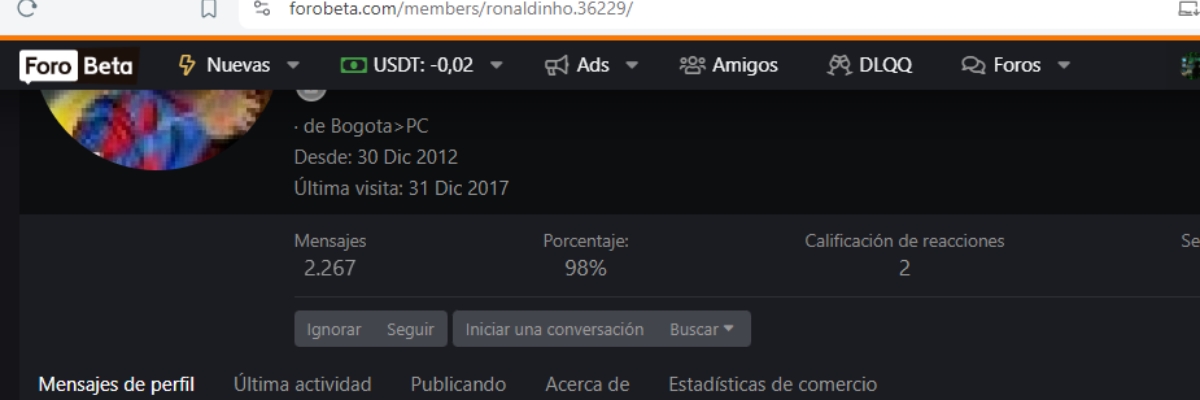 forobeta.com/members/ronaldinho.36229/
Foro Beta Nuevas USDT: -0,02 Ads Amigos DLQQ Foros
· de Bogota>PC
Desde: 30 Dic 2012
Última visita: 31 Dic 2017
Mensajes Porcentaje: Calificación de reacciones Se
2.267 98% 2
Ignorar Seguir Iniciar una conversación Buscar
Mensajes de perfil Última actividad Publicando Acerca de Estadísticas de comercio